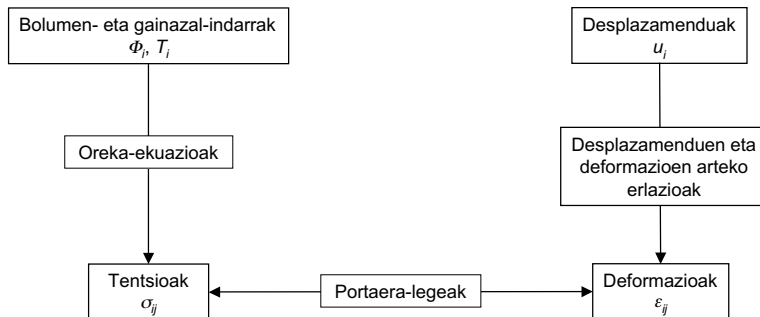 Bolumen- eta gainazal-indarrak
Φi, Ti
Desplazamenduak
ui
Oreka-ekuazioak
Desplazamenduen eta
deformazioen arteko
erlazioak
Tentsioak
σij
Portaera-legeak
Deformazioak
εij